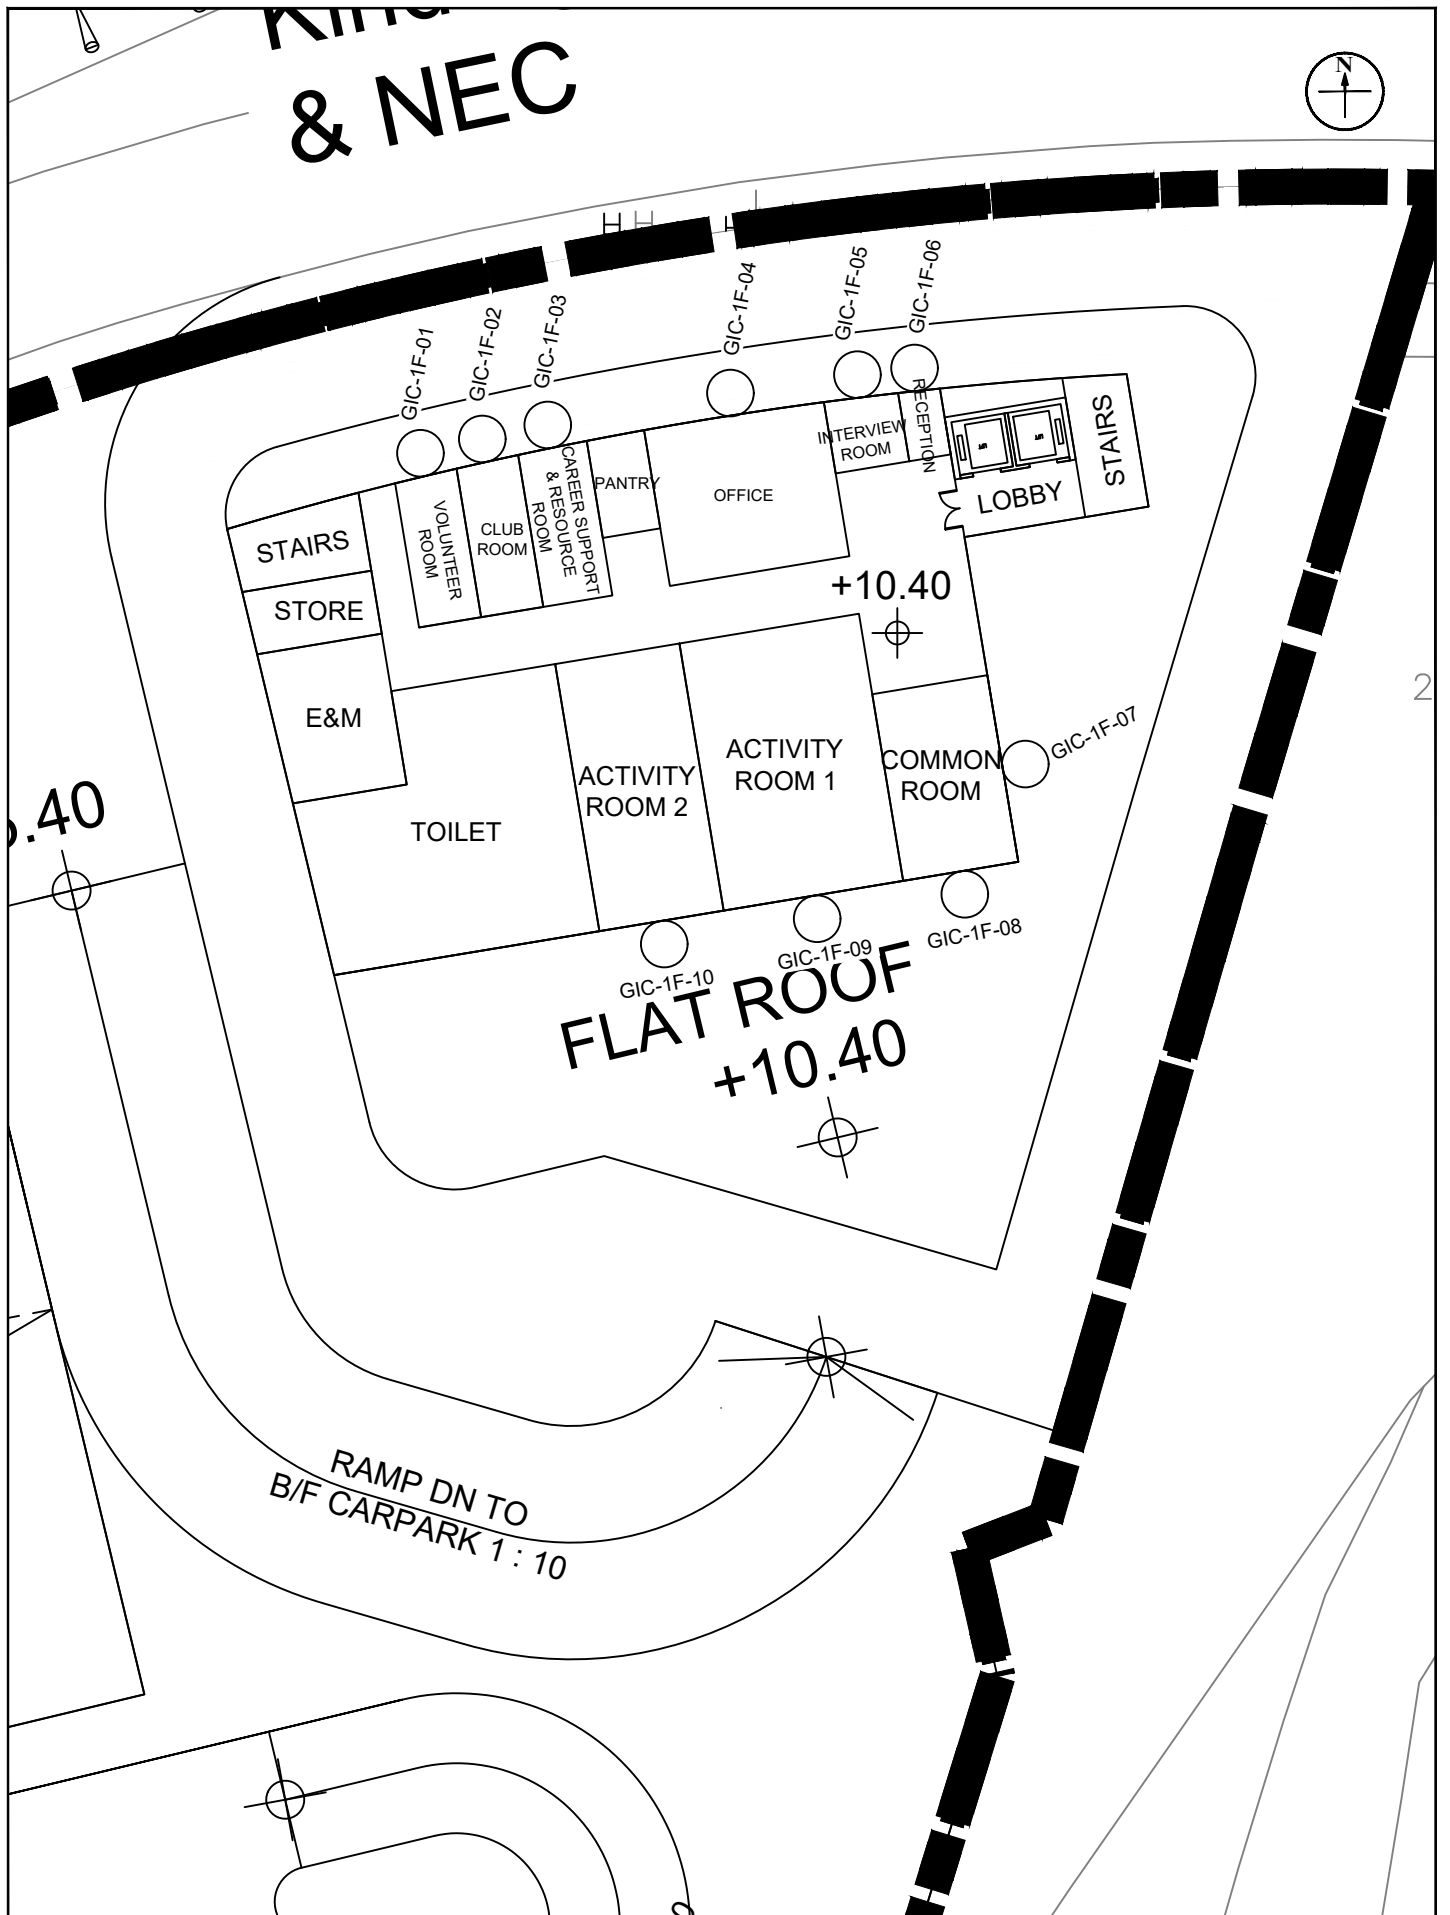 & NEC
N
H H
GIC-1F-01
GIC-1F-02
GIC-1F-03
GIC-1F-04
GIC-1F-05
GIC-1F-06
STAIRS
STORE
E&M
VOLUNTEER
ROOM
CLUB
ROOM
CAREER SUPPORT
& RESOURCE
ROOM
PANTRY
OFFICE
INTERVIEW
ROOM
RECEPTION
LIFT
LIFT
LOBBY
STAIRS
+10.40
TOILET
ACTIVITY
ROOM 2
ACTIVITY
ROOM 1
COMMON
ROOM
GIC-1F-07
GIC-1F-08
GIC-1F-09
GIC-1F-10
.40
2
FLAT ROOF
+10.40
RAMP DN TO
B/F CARPARK 1 : 10